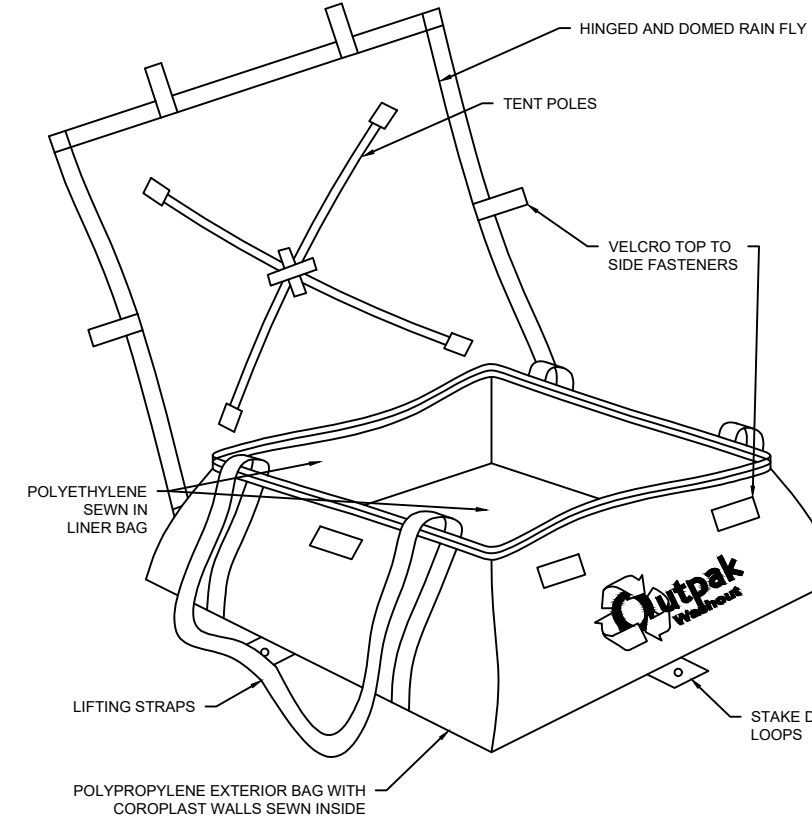 HINGED AND DOMED RAIN FLY
TENT POLES
VELCRO TOP TO
SIDE FASTENERS
POLYETHYLENE
SEWN IN
LINER BAG
Outpak
Washout
LIFTING STRAPS
STAKE D
LOOPS
POLYPROPYLENE EXTERIOR BAG WITH
COROPLAST WALLS SEWN INSIDE